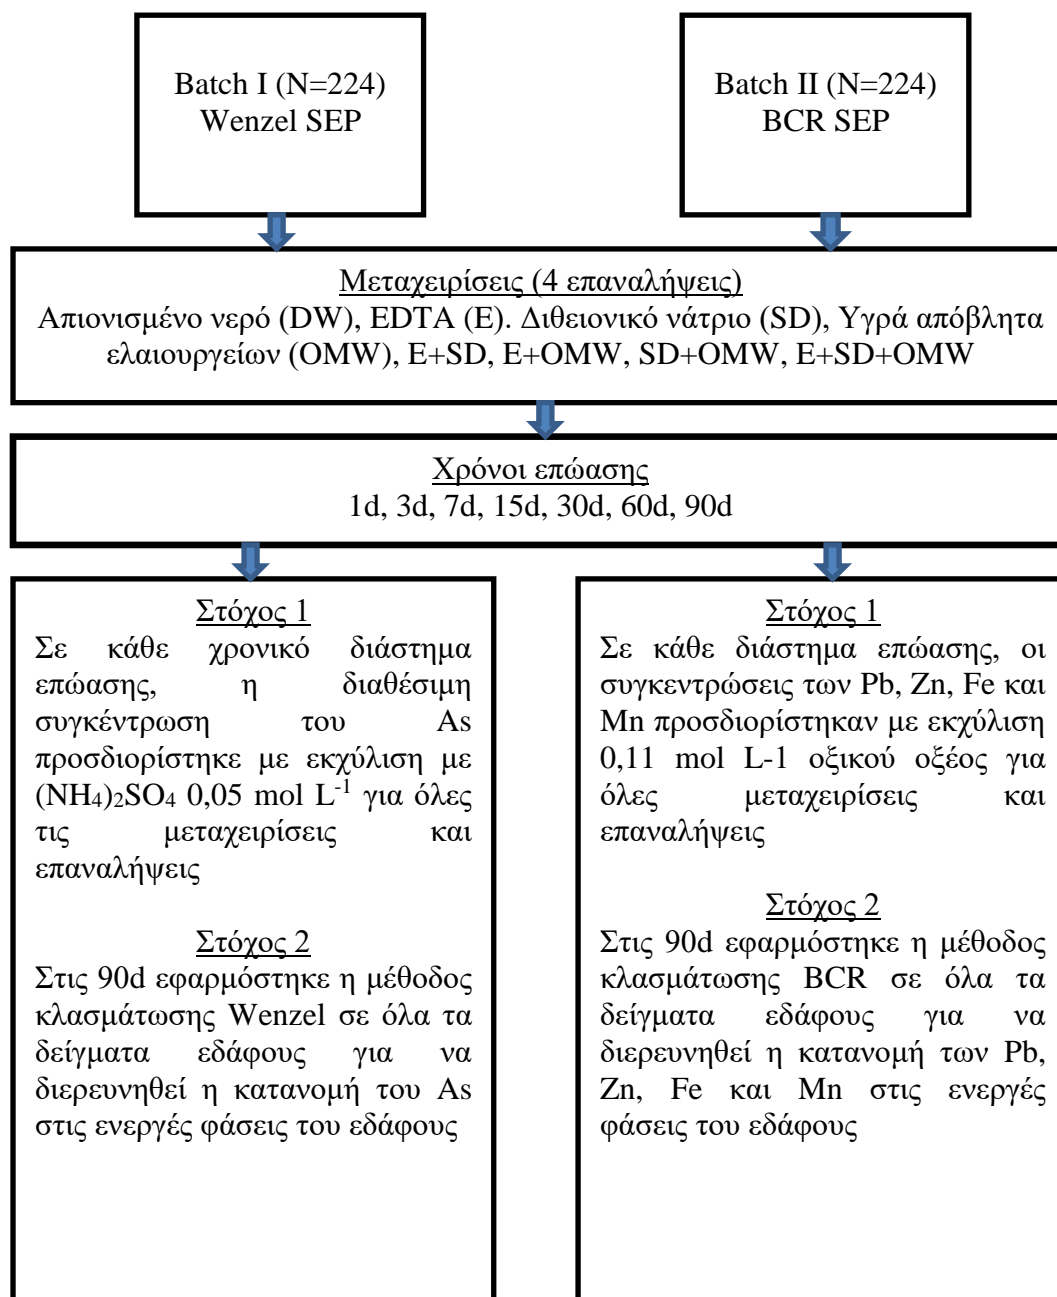 Batch I (N=224)
Wenzel SEP
Batch II (N=224)
BCR SEP
Μεταχειρίσεις (4 επαναλήψεις)
Απιονισμένο νερό (DW), EDTA (E). Διθειονικό νάτριο (SD), Υγρά απόβλητα
ελαιουργείων (OMW), E+SD, E+OMW, SD+OMW, E+SD+OMW
Χρόνοι επώασης
1d, 3d, 7d, 15d, 30d, 60d, 90d
Στόχος 1
Σε κάθε χρονικό διάστημα
επώασης, η διαθέσιμη
συγκέντρωση του As
προσδιορίστηκε με εκχύλιση με
(NH₄)₂SO₄ 0,05 mol L⁻¹ για όλες
τις μεταχειρίσεις και
επαναλήψεις
Στόχος 2
Στις 90d εφαρμόστηκε η μέθοδος
κλασμάτωσης Wenzel σε όλα τα
δείγματα εδάφους για να
διερευνηθεί η κατανομή του As
στις ενεργές φάσεις του εδάφους
Στόχος 1
Σε κάθε διάστημα επώασης, οι
συγκεντρώσεις των Pb, Zn, Fe και
Mn προσδιορίστηκαν με εκχύλιση
0,11 mol L-1 οξικού οξέος για
όλες μεταχειρίσεις και
επαναλήψεις
Στόχος 2
Στις 90d εφαρμόστηκε η μέθοδος
κλασμάτωσης BCR σε όλα τα
δείγματα εδάφους για να
διερευνηθεί η κατανομή των Pb,
Zn, Fe και Mn στις ενεργές
φάσεις του εδάφους